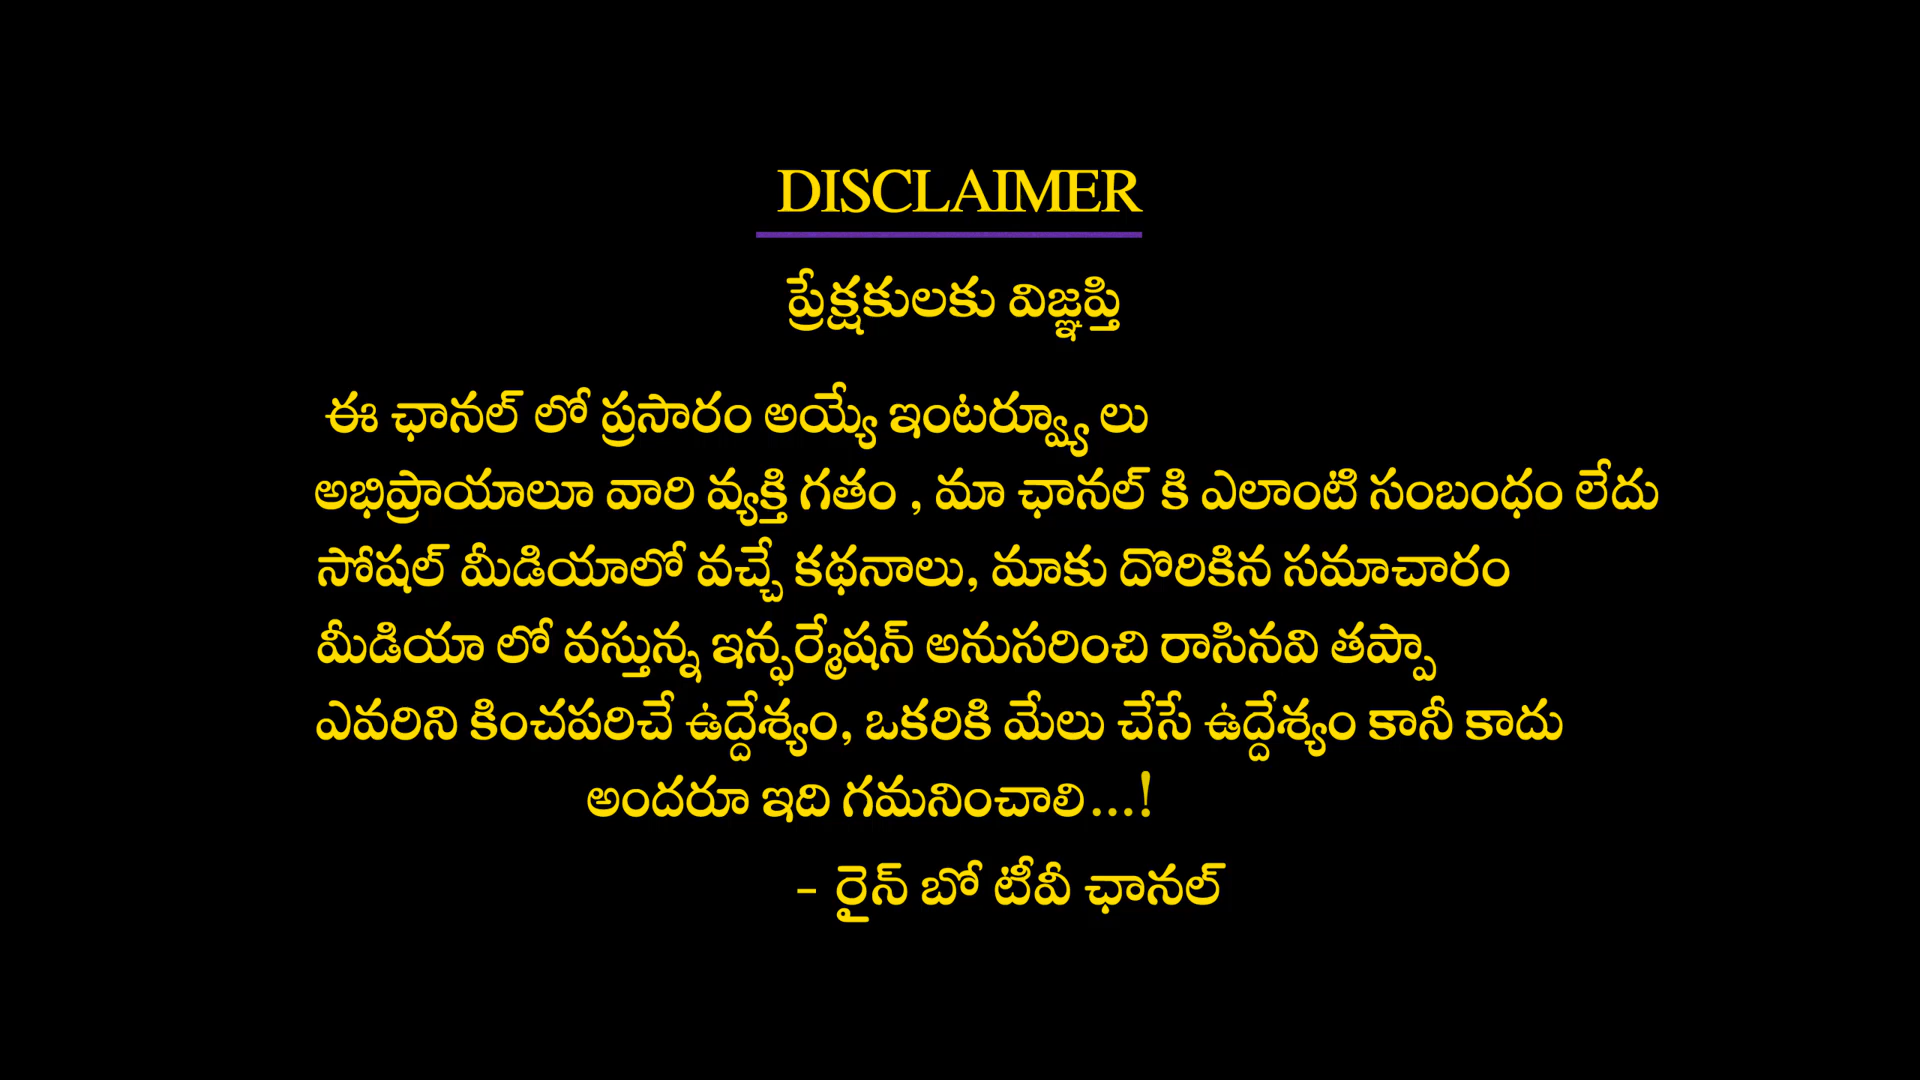 DISCLAIMER
ప్రేక్షకులకు విజ్ఞప్తి
ఈ ఛానల్ లో ప్రసారం అయ్యే ఇంటర్వ్యూ లు
అభిప్రాయాలూ వారి వ్యక్తి గతం , మా ఛానల్ కి ఎలాంటి సంబంధం లేదు
సోషల్ మీడియాలో వచ్చే కథనాలు, మాకు దొరికిన సమాచారం
మీడియా లో వస్తున్న ఇన్ఫర్మేషన్ అనుసరించి రాసినవి తప్పా
ఎవరిని కించపరిచే ఉద్దేశ్యం, ఒకరికి మేలు చేసే ఉద్దేశ్యం కానీ కాదు
అందరూ ఇది గమనించాలి...!
- రైన్ బో టీవీ ఛానల్